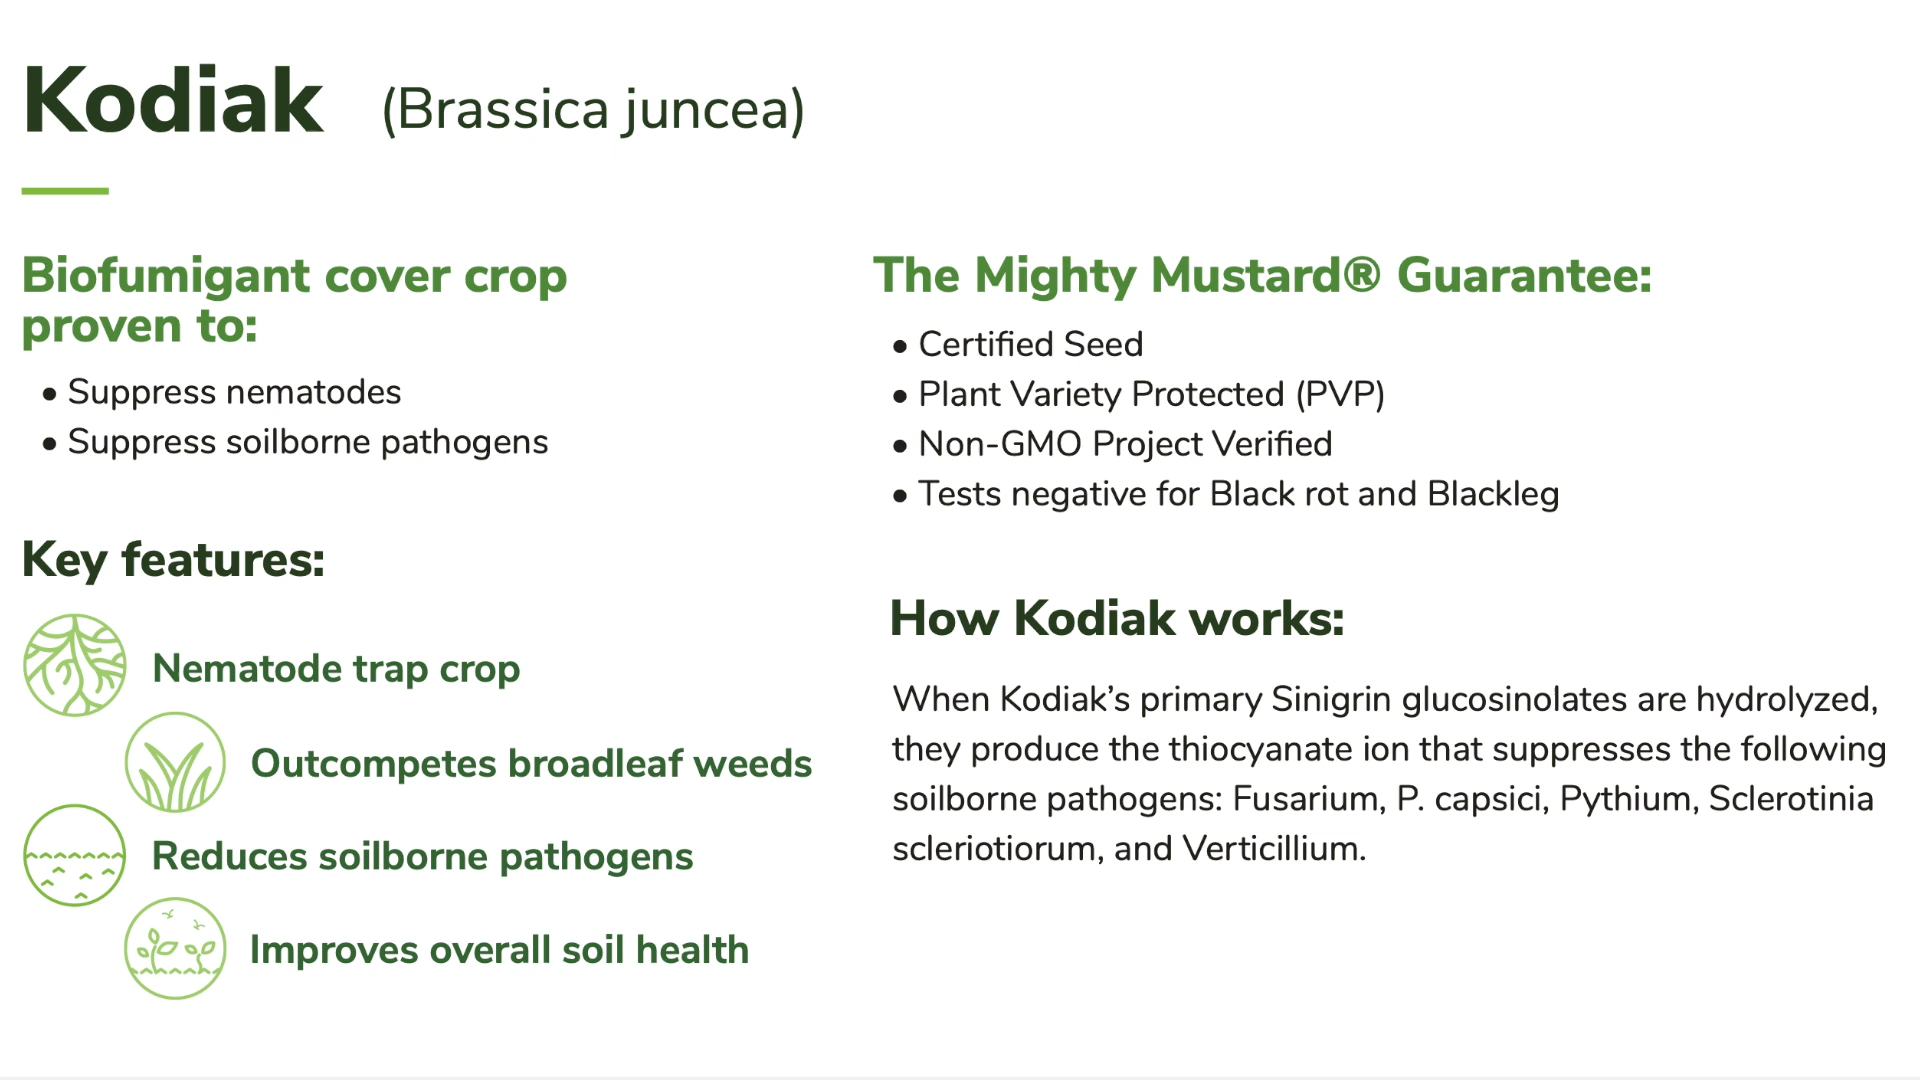 Kodiak (Brassica juncea)
Biofumigant cover crop
proven to:
• Suppress nematodes
• Suppress soilborne pathogens
Key features:
Nematode trap crop
Outcompetes broadleaf weeds
Reduces soilborne pathogens
Improves overall soil health
The Mighty Mustard® Guarantee:
• Certified Seed
• Plant Variety Protected (PVP)
• Non-GMO Project Verified
• Tests negative for Black rot and Blackleg
How Kodiak works:
When Kodiak’s primary Sinigrin glucosinolates are hydrolyzed,
they produce the thiocyanate ion that suppresses the following
soilborne pathogens: Fusarium, P. capsici, Pythium, Sclerotinia
scleriotiorum, and Verticillium.